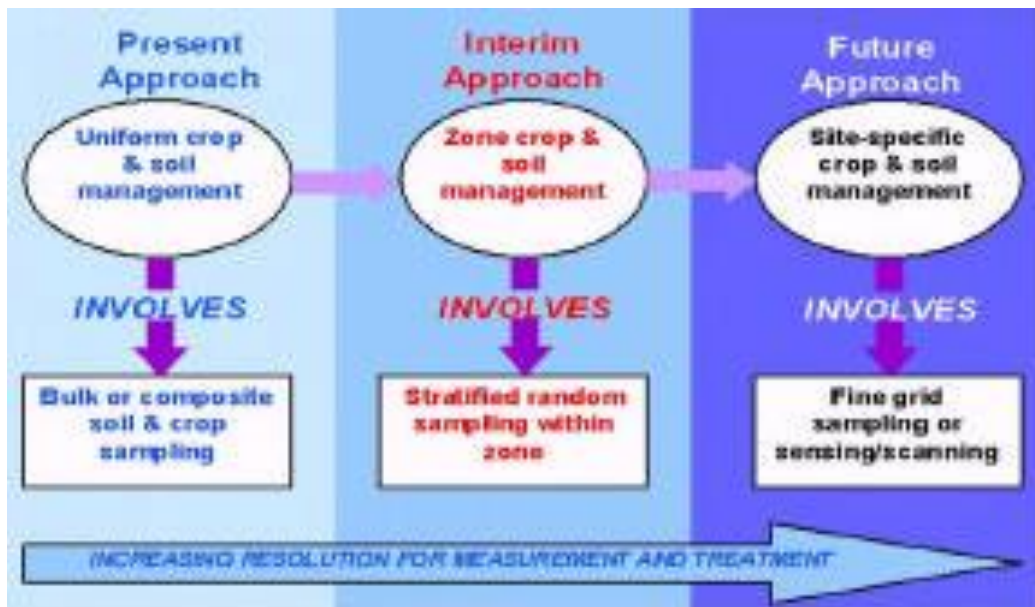 Present
Approach
Uniform crop
& soil
management
INVOLVES
Bulk or composite
soil & crop
sampling
Interim
Approach
Zone crop &
soil
management
INVOLVES
Stratified random
sampling within
zone
Future
Approach
Site-specific
crop & soil
management
INVOLVES
Fine grid
sampling or
sensing/scanning
INCREASING RESOLUTION FOR MEASUREMENT AND TREATMENT